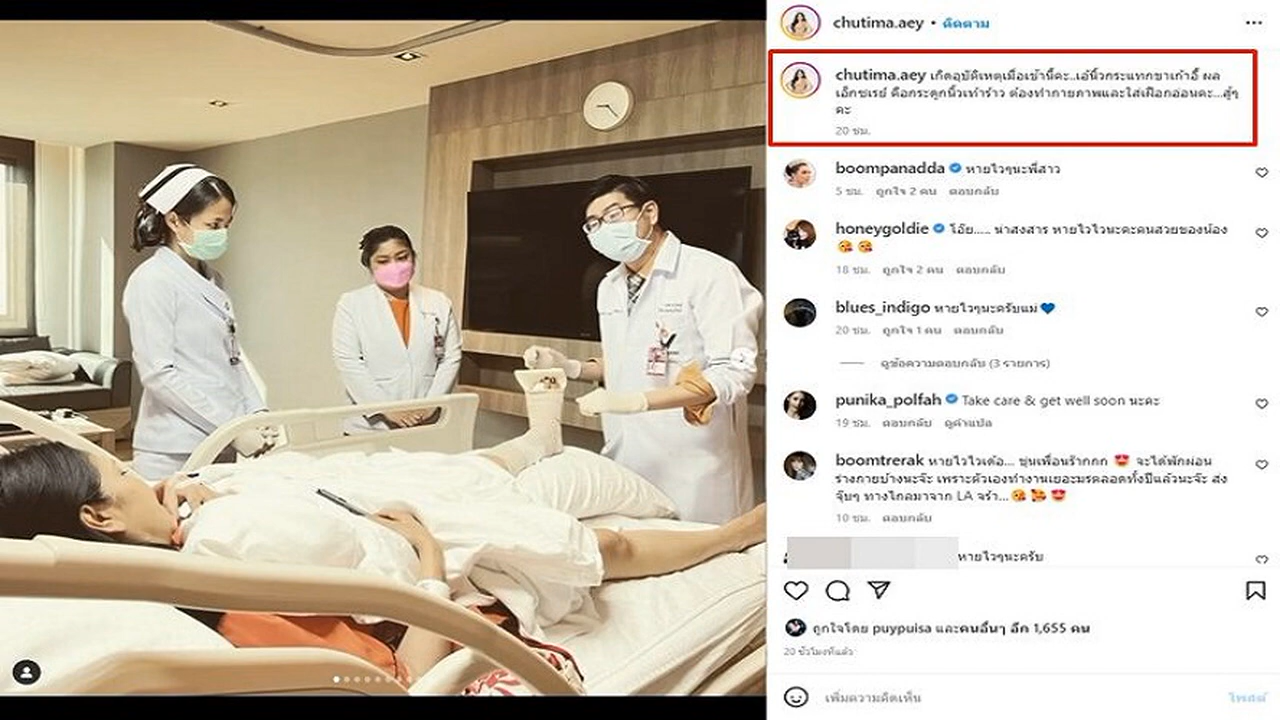 chutima.aey • ติดตาม
chutima.aey เกิดอุบัติเหตุเมื่อเช้านี้คะ..เอ้นิ้วกระแทกขาเก้าอี้ ผล
เอ็กซเรย์ คือกระดูกนิ้วเท้าร้าว ต้องทำกายภาพและใส่เฝือกอ่อนคะ...สู้ๆ
คะ
20 ชม.
boompanadda หายไวๆนะพี่สาว
5 ชม. ถูกใจ 2 คน ตอบกลับ
honeygoldie โอ๊ย..... น่าสงสาร หายไวไวนะคะคนสวยของน้อง
😘 😘
18 ชม. ถูกใจ 2 คน ตอบกลับ
blues_indigo หายไวๆนะครับแม่ 💙
20 ชม. ถูกใจ 1 คน ตอบกลับ
ดูข้อความตอบกลับ (3 รายการ)
punika_polfah Take care & get well soon นะคะ
19 ชม. ตอบกลับ ดูคำแปล
boomtrerak หายไวไวเด้อ... ขุ่นเพื่อนร๊ากกก 😍 จะได้พักผ่อน
ร่างกายบ้างนะจ๊ะ เพราะตัวเองทำงานเยอะมรตลอดทั้งปีแล้วนะจ๊ะ ส่ง
จุ๊บๆ ทางไกลมาจาก LA จร้า...😘 🥰 😍
10 ชม. ตอบกลับ
หายไวๆนะครับ
ถูกใจโดย puypuisa และคนอื่นๆ อีก 1,655 คน
20 ชั่วโมงที่แล้ว
เพิ่มความคิดเห็น โพสต์